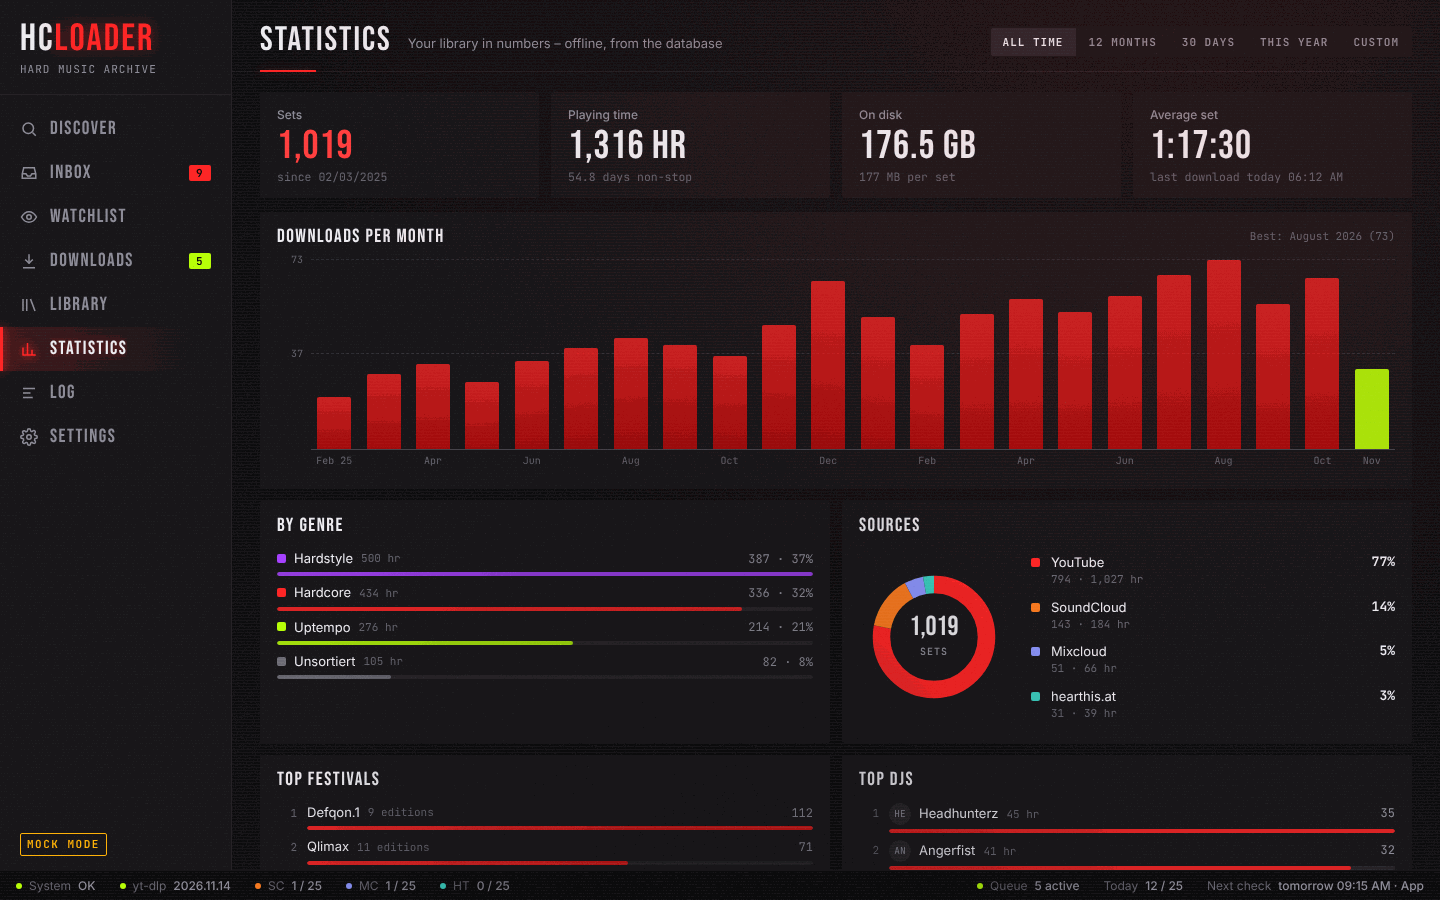 HCLOADER
HARD MUSIC ARCHIVE
DISCOVER
INBOX 9
WATCHLIST
DOWNLOADS 5
LIBRARY
STATISTICS
LOG
SETTINGS
MOCK MODE
STATISTICS Your library in numbers – offline, from the database
ALL TIME 12 MONTHS 30 DAYS THIS YEAR CUSTOM
Sets
1,019
since 02/03/2025
Playing time
1,316 HR
54.8 days non-stop
On disk
176.5 GB
177 MB per set
Average set
1:17:30
last download today 06:12 AM
DOWNLOADS PER MONTH
Best: August 2026 (73)
73
37
Feb 25 Apr Jun Aug Oct Dec Feb Apr Jun Aug Oct Nov
BY GENRE
Hardstyle 500 hr 387 · 37%
Hardcore 434 hr 336 · 32%
Uptempo 276 hr 214 · 21%
Unsortiert 105 hr 82 · 8%
SOURCES
1,019
SETS
YouTube 77%
794 · 1,027 hr
SoundCloud 14%
143 · 184 hr
Mixcloud 5%
51 · 66 hr
hearthis.at 3%
31 · 39 hr
TOP FESTIVALS
1 Defqon.1 9 editions 112
2 Qlimax 11 editions 71
TOP DJS
1 HE Headhunterz 45 hr 35
2 AN Angerfist 41 hr 32
System OK yt-dlp 2026.11.14 SC 1 / 25 MC 1 / 25 HT 0 / 25 Queue 5 active Today 12 / 25 Next check tomorrow 09:15 AM · App